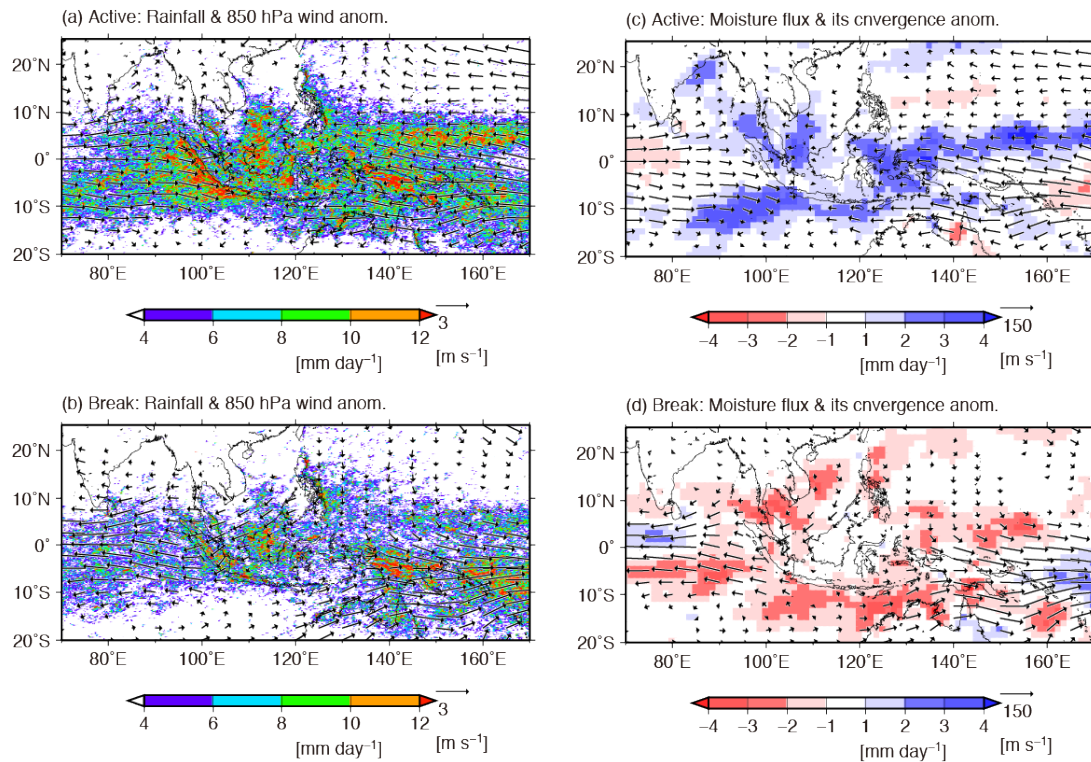 (a) Active: Rainfall & 850 hPa wind anom.
20˚N
10˚N
0˚
10˚S
20˚S
80˚E 100˚E 120˚E 140˚E 160˚E
4 6 8 10 12 3
[mm day⁻¹] [m s⁻¹]
(c) Active: Moisture flux & its cnvergence anom.
20˚N
10˚N
0˚
10˚S
20˚S
80˚E 100˚E 120˚E 140˚E 160˚E
−4 −3 −2 −1 1 2 3 4 150
[mm day⁻¹] [m s⁻¹]
(b) Break: Rainfall & 850 hPa wind anom.
20˚N
10˚N
0˚
10˚S
20˚S
80˚E 100˚E 120˚E 140˚E 160˚E
4 6 8 10 12 3
[mm day⁻¹] [m s⁻¹]
(d) Break: Moisture flux & its cnvergence anom.
20˚N
10˚N
0˚
10˚S
20˚S
80˚E 100˚E 120˚E 140˚E 160˚E
−4 −3 −2 −1 1 2 3 4 150
[mm day⁻¹] [m s⁻¹]